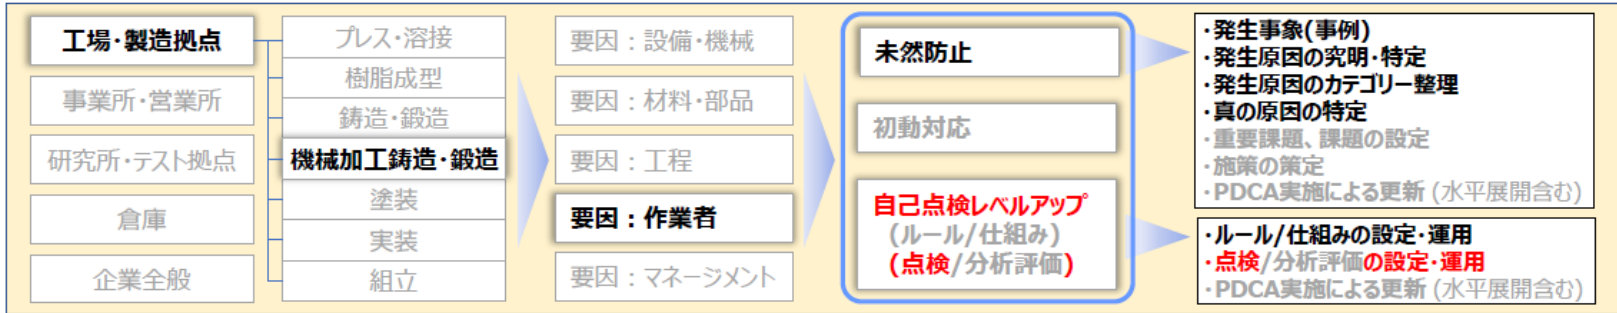 工場・製造拠点
事業所・営業所
研究所・テスト拠点
倉庫
企業全般
プレス・溶接
樹脂成型
鋳造・鍛造
機械加工鋳造・鍛造
塗装
実装
組立
要因：設備・機械
要因：材料・部品
要因：工程
要因：作業者
要因：マネージメント
未然防止
初動対応
自己点検レベルアップ
(ルール/仕組み)
(点検/分析評価)
・発生事象(事例)
・発生原因の究明・特定
・発生原因のカテゴリー整理
・真の原因の特定
・重要課題、課題の設定
・施策の策定
・PDCA実施による更新 (水平展開含む)
・ルール/仕組みの設定・運用
・点検/分析評価の設定・運用
・PDCA実施による更新 (水平展開含む)